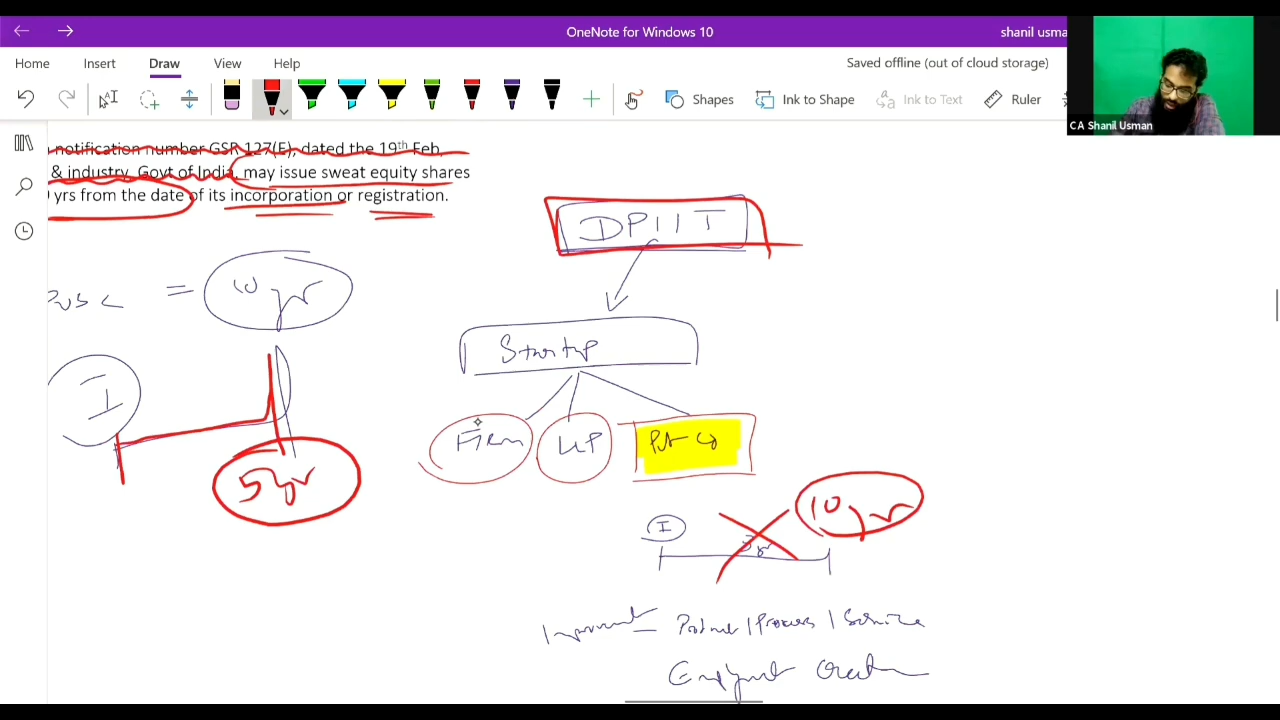 OneNote for Windows 10
shanil usma
Home Insert Draw View Help
Saved offline (out of cloud storage)
Shapes Ink to Shape Ink to Text Ruler
CA Shanil Usman
notification number GSR 127(E), dated the 19th Feb,
& industry, Govt of India, may issue sweat equity shares
yrs from the date of its incorporation or registration.
DPIIT
= 10 yr
Startup
I
Firm LLP Pvt Co
5 yr
10 yr
I
Product / Process / Service